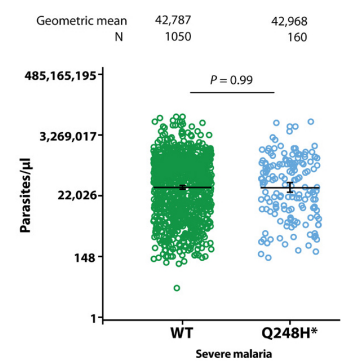 Geometric mean 42,787 42,968
N 1050 160
P = 0.99
485,165,195
3,269,017
22,026
148
1
Parasites/µl
WT Q248H*
Severe malaria